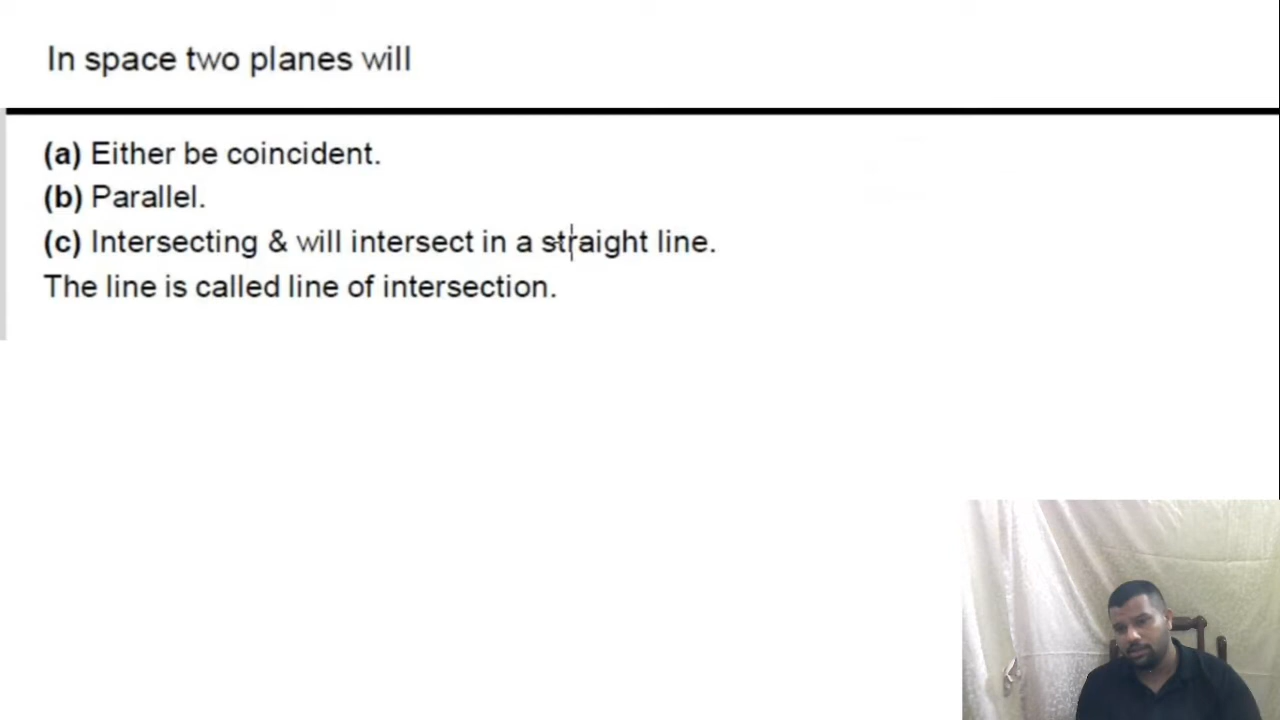 In space two planes will
(a) Either be coincident.
(b) Parallel.
(c) Intersecting & will intersect in a straight line.
The line is called line of intersection.